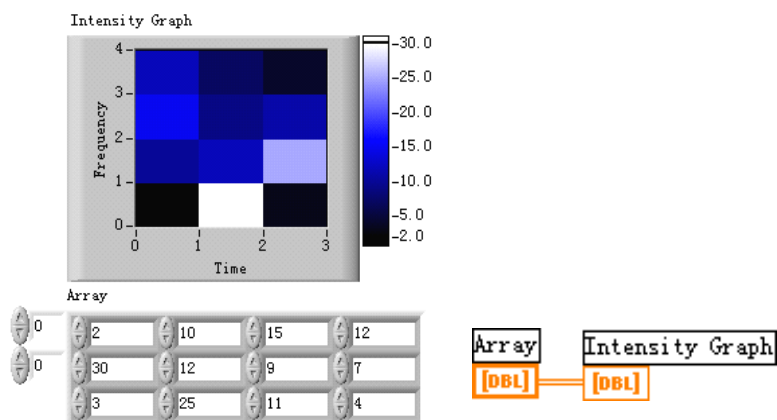 Intensity Graph
4
3
2
1
0
Frequency
0 1 2 3
Time
30.0
25.0
20.0
15.0
10.0
5.0
2.0
Array
0 2 10 15 12
0 30 12 9 7
3 25 11 4
Array
[DBL]
Intensity Graph
[DBL]